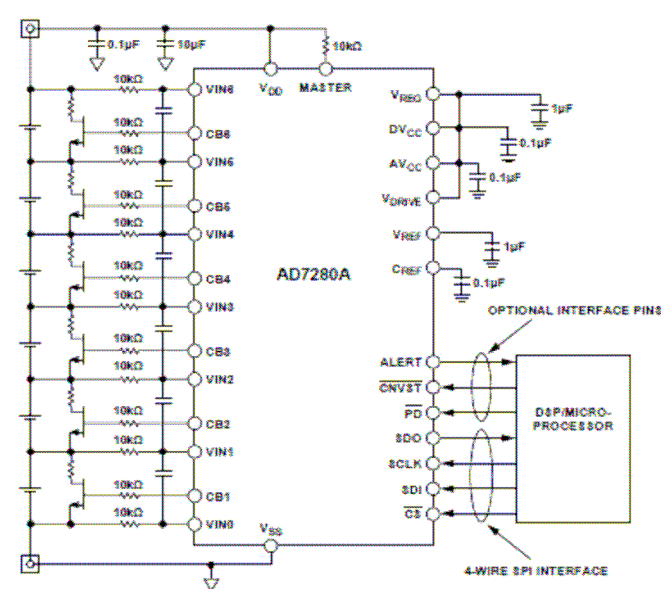 0.1µF
10µF
10kΩ
VDD
MASTER
10kΩ
VIN6
10kΩ
CB6
10kΩ
VIN5
10kΩ
CB5
10kΩ
VIN4
10kΩ
CB4
10kΩ
VIN3
10kΩ
CB3
10kΩ
VIN2
10kΩ
CB2
10kΩ
VIN1
10kΩ
CB1
10kΩ
VIN0
VSS
AD7280A
VREG
1µF
DVCC
0.1µF
AVCC
0.1µF
VDRIVE
VREF
1µF
CREF
0.1µF
OPTIONAL INTERFACE PINS
ALERT
CNVST
PD
SDO
SCLK
SDI
CS
DSP/MICRO-
PROCESSOR
4-WIRE SPI INTERFACE